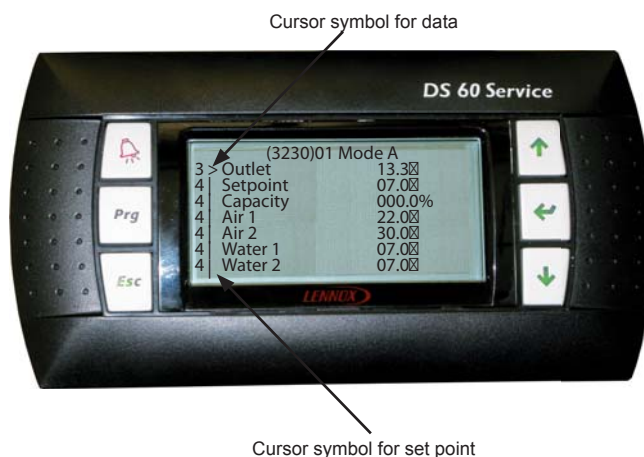 Cursor symbol for data
DS 60 Service
(3230)01 Mode A
3 > Outlet 13.3
4 | Setpoint 07.0
4 | Capacity 000.0%
4 | Air 1 22.0
4 | Air 2 30.0
4 | Water 1 07.0
4 | Water 2 07.0
Prg
Esc
LENNOX
Cursor symbol for set point